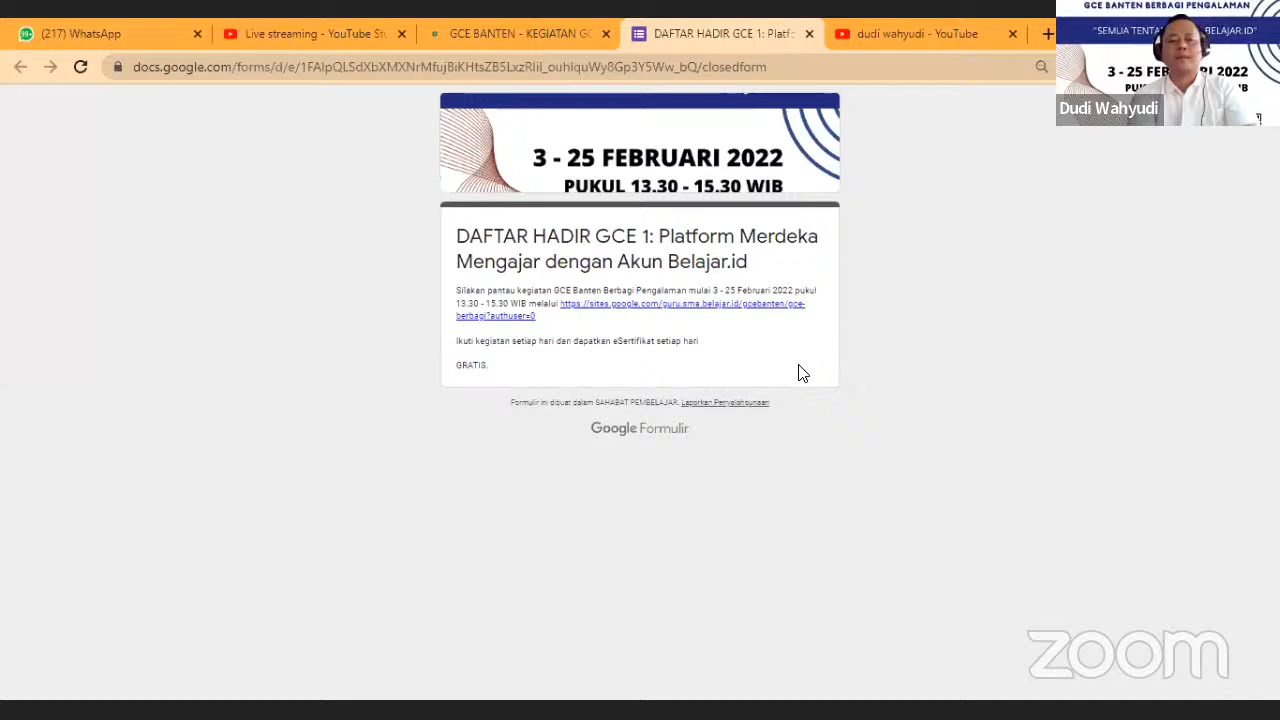 (217) WhatsApp
Live streaming - YouTube Stu
GCE BANTEN - KEGIATAN GC
DAFTAR HADIR GCE 1: Platf
dudi wahyudi - YouTube
docs.google.com/forms/d/e/1FAIpQLSdXbXMXNrMfujBiKHtsZB5LxzRliI_ouhIquWy8Gp3Y5Ww_bQ/closedform
GCE BANTEN BERBAGI PENGALAMAN
"SEMUA TENTA BELAJAR.ID"
3 - 25 FEB RI 2022
Dudi Wahyudi
3 - 25 FEBRUARI 2022
PUKUL 13.30 - 15.30 WIB
DAFTAR HADIR GCE 1: Platform Merdeka
Mengajar dengan Akun Belajar.id
Silakan pantau kegiatan GCE Banten Berbagi Pengalaman mulai 3 - 25 Februari 2022 pukul
13.30 - 15.30 WIB melalui https://sites.google.com/guru.sma.belajar.id/gcebanten/gce-
berbagi?authuser=0
Ikuti kegiatan setiap hari dan dapatkan eSertifikat setiap hari
GRATIS.
Formulir ini dibuat dalam SAHABAT PEMBELAJAR. Laporkan Penyalahgunaan
Google Formulir
zoom